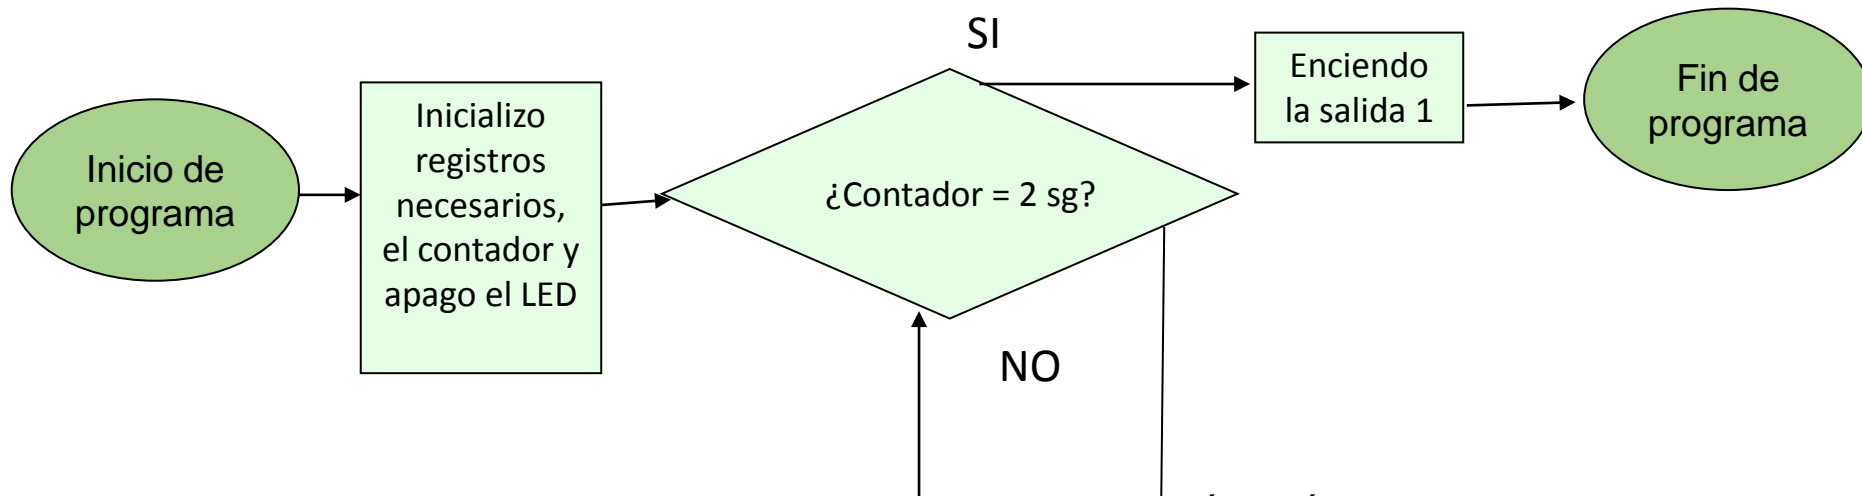 Inicio de
programa
Inicializo
registros
necesarios,
el contador y
apago el LED
¿Contador = 2 sg?
SI
NO
Enciendo
la salida 1
Fin de
programa